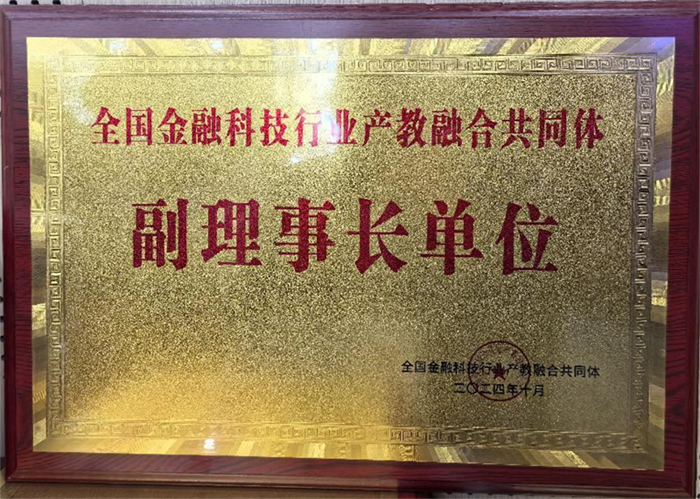 全国金融科技行业产教融合共同体
副理事长单位
全国金融科技行业产教融合共同体
二〇二四年十月